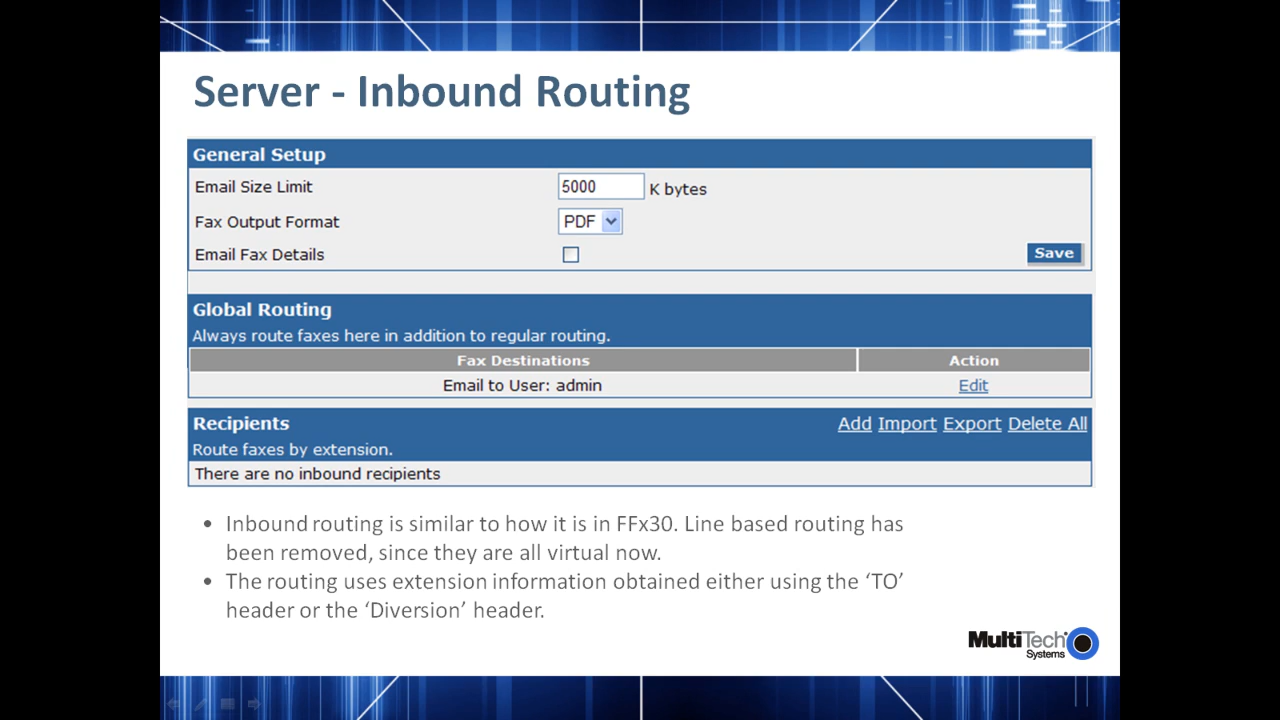 Server - Inbound Routing
General Setup
Email Size Limit 5000 K bytes
Fax Output Format PDF
Email Fax Details
Save
Global Routing
Always route faxes here in addition to regular routing.
Fax Destinations Action
Email to User: admin Edit
Recipients Add Import Export Delete All
Route faxes by extension.
There are no inbound recipients
• Inbound routing is similar to how it is in FFx30. Line based routing has
been removed, since they are all virtual now.
• The routing uses extension information obtained either using the ‘TO’
header or the ‘Diversion’ header.
MultiTech
Systems